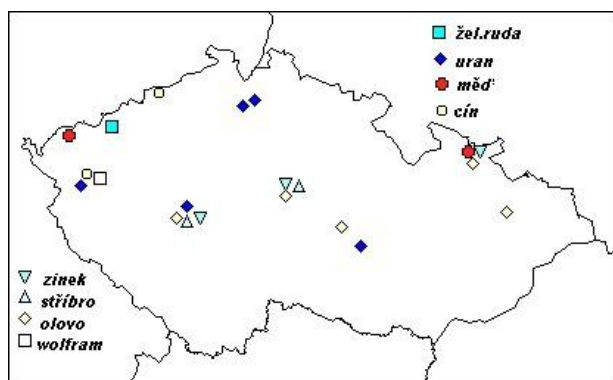 žel.ruda
uran
měď
cín
zinek
stříbro
olovo
wolfram